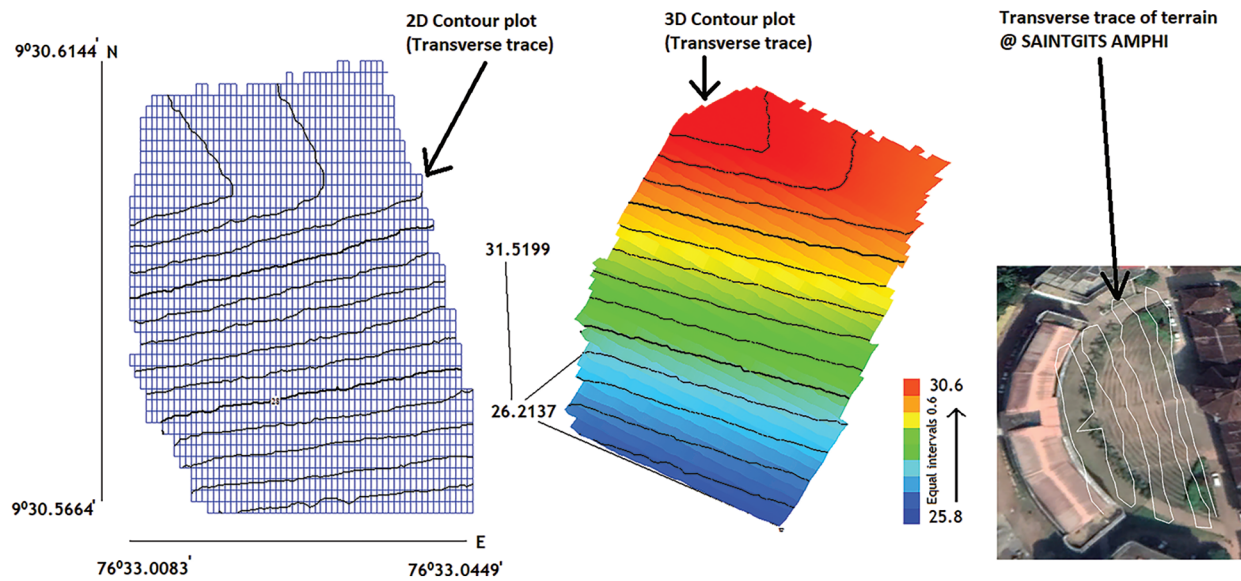 2D Contour plot
(Transverse trace)
3D Contour plot
(Transverse trace)
Transverse trace of terrain
@ SAINTGITS AMPHI
9°30.6144' N
31.5199
26.2137
28
30.6
Equal intervals 0.6
25.8
9°30.5664'
E
76°33.0083'
76°33.0449'